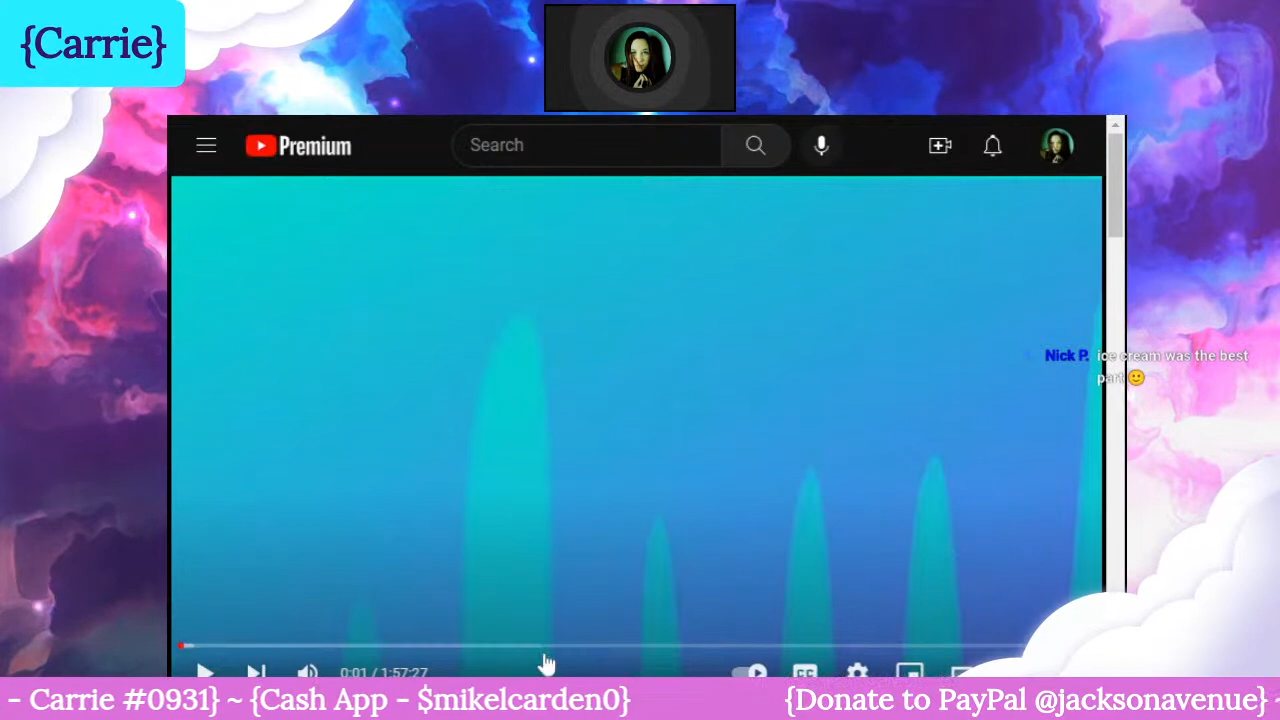 {Carrie}
Premium
Search
Nick P. ice cream was the best
part 🙂
0:01 / 1:57:27
CC
- Carrie #0931} ~ {Cash App - $mikelcarden0} {Donate to PayPal @jacksonavenue} ~